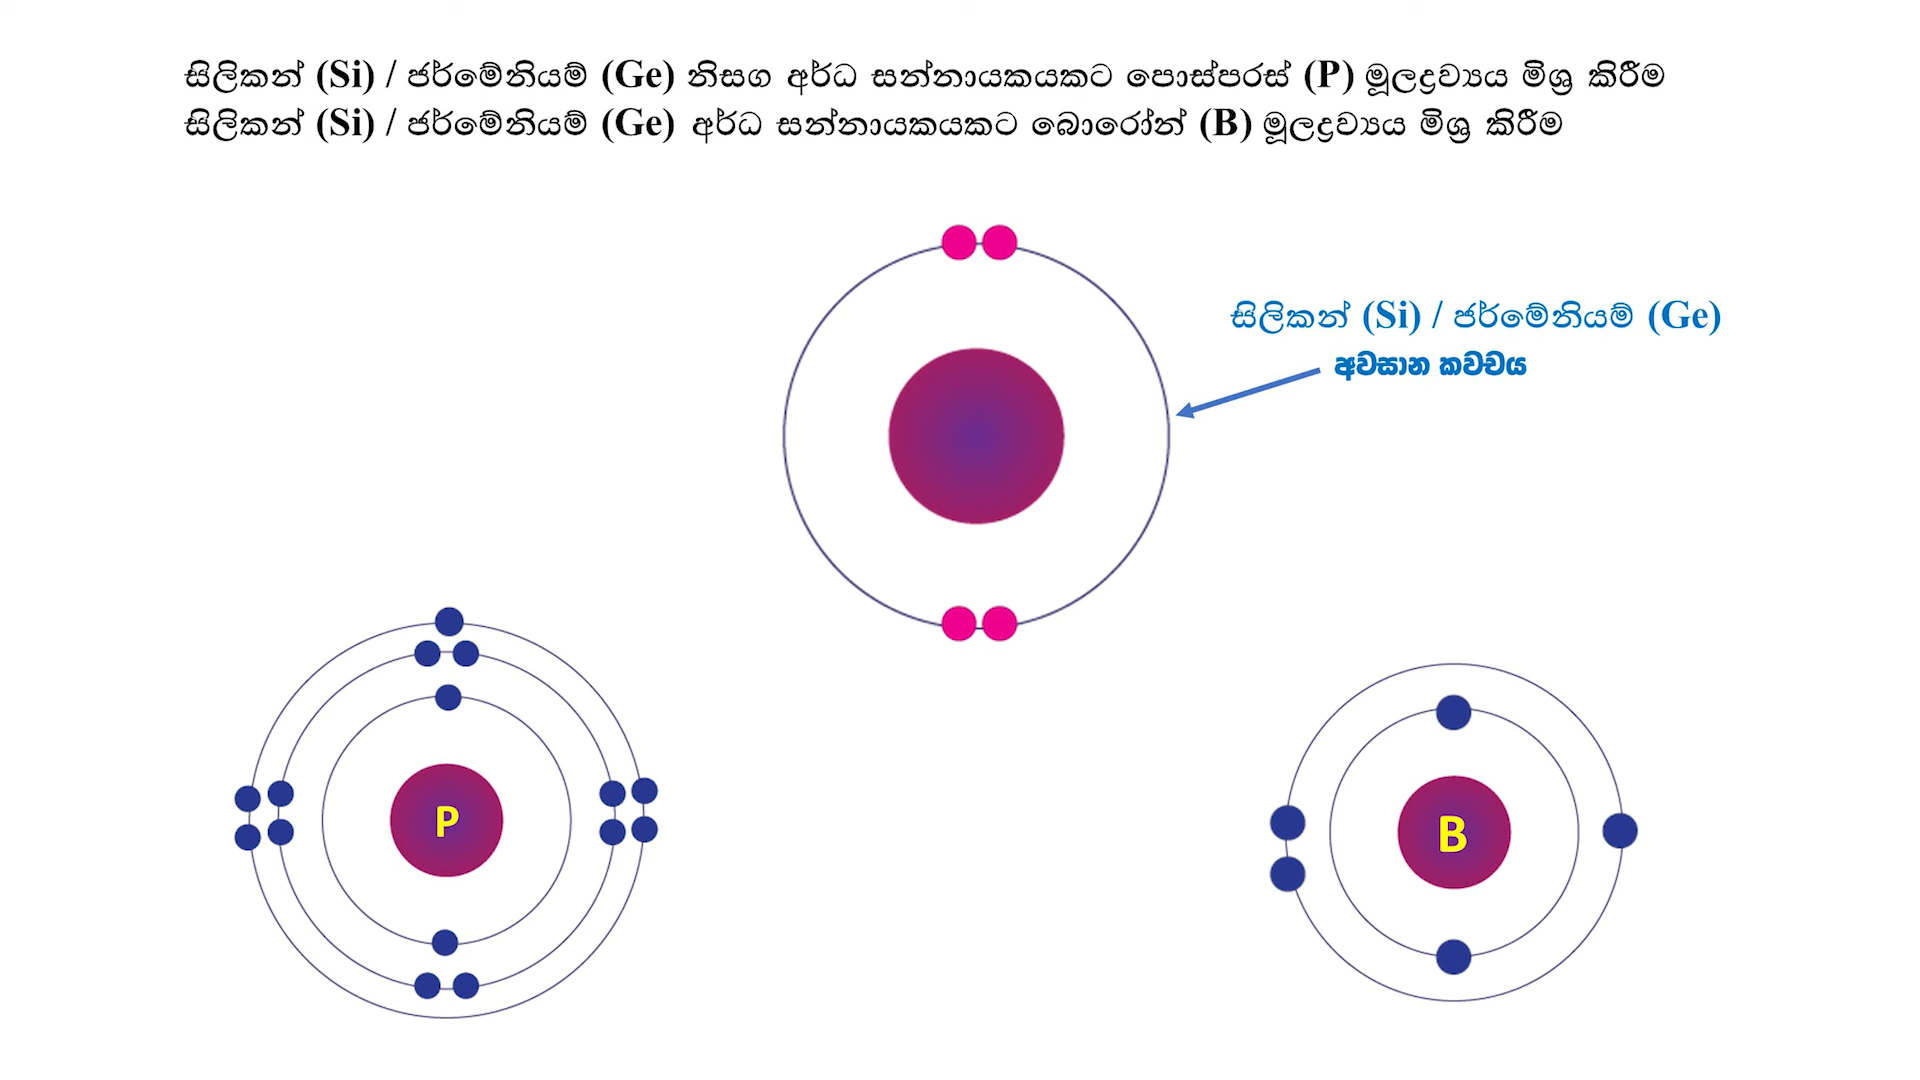 සිලිකන් (Si) / ජර්මේනියම් (Ge) නිසග අර්ධ සන්නායකයකට පොස්පරස් (P) මූලද්‍රව්‍යය මිශ්‍ර කිරීම
සිලිකන් (Si) / ජර්මේනියම් (Ge) අර්ධ සන්නායකයකට බොරෝන් (B) මූලද්‍රව්‍යය මිශ්‍ර කිරීම
සිලිකන් (Si) / ජර්මේනියම් (Ge)
අවසාන කවචය
P
B